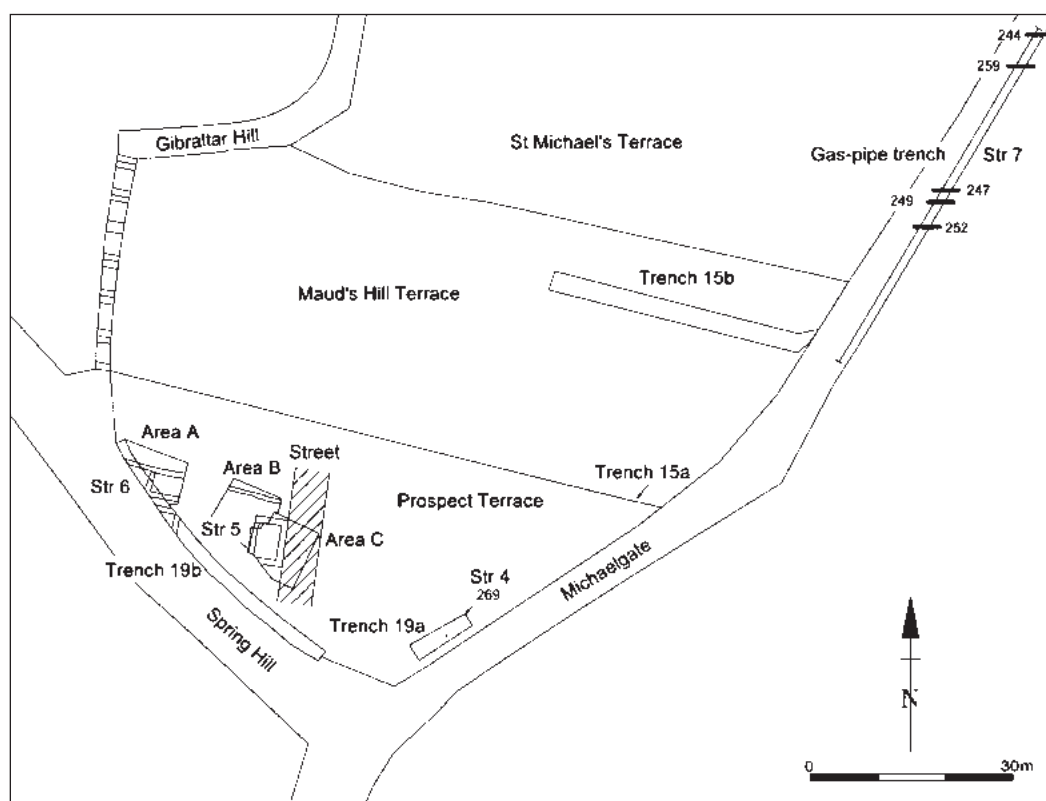 244
259
Gibraltar Hill
St Michael's Terrace
Gas-pipe trench
Str 7
247
249
252
Trench 15b
Maud's Hill Terrace
Area A
Street
Area B
Trench 15a
Str 6
Prospect Terrace
Str 5
Area C
Str 4
269
Michaelgate
Trench 19b
Trench 19a
Spring Hill
N
0
30m